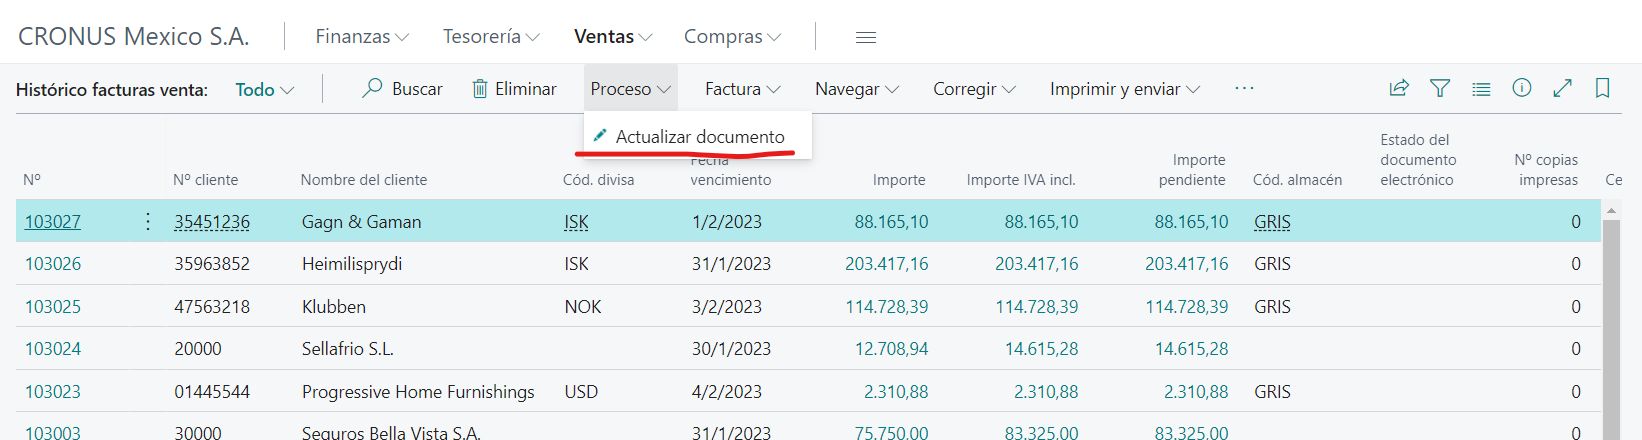 CRONUS Mexico S.A. Finanzas Tesorería Ventas Compras
Histórico facturas venta: Todo Buscar Eliminar Proceso Factura Navegar Corregir Imprimir y enviar ...
Actualizar documento
Nº Nº cliente Nombre del cliente Cód. divisa Fecha vencimiento Importe Importe IVA incl. Importe pendiente Cód. almacén Estado del documento electrónico Nº copias impresas Ce
103027 35451236 Gagn & Gaman ISK 1/2/2023 88.165,10 88.165,10 88.165,10 GRIS 0
103026 35963852 Heimilisprydi ISK 31/1/2023 203.417,16 203.417,16 203.417,16 GRIS 0
103025 47563218 Klubben NOK 3/2/2023 114.728,39 114.728,39 114.728,39 GRIS 0
103024 20000 Sellafrio S.L. 30/1/2023 12.708,94 14.615,28 14.615,28 0
103023 01445544 Progressive Home Furnishings USD 4/2/2023 2.310,88 2.310,88 2.310,88 GRIS 0
103003 30000 Seguros Bella Vista S.A. 31/1/2023 75.750,00 83.325,00 83.325,00 0